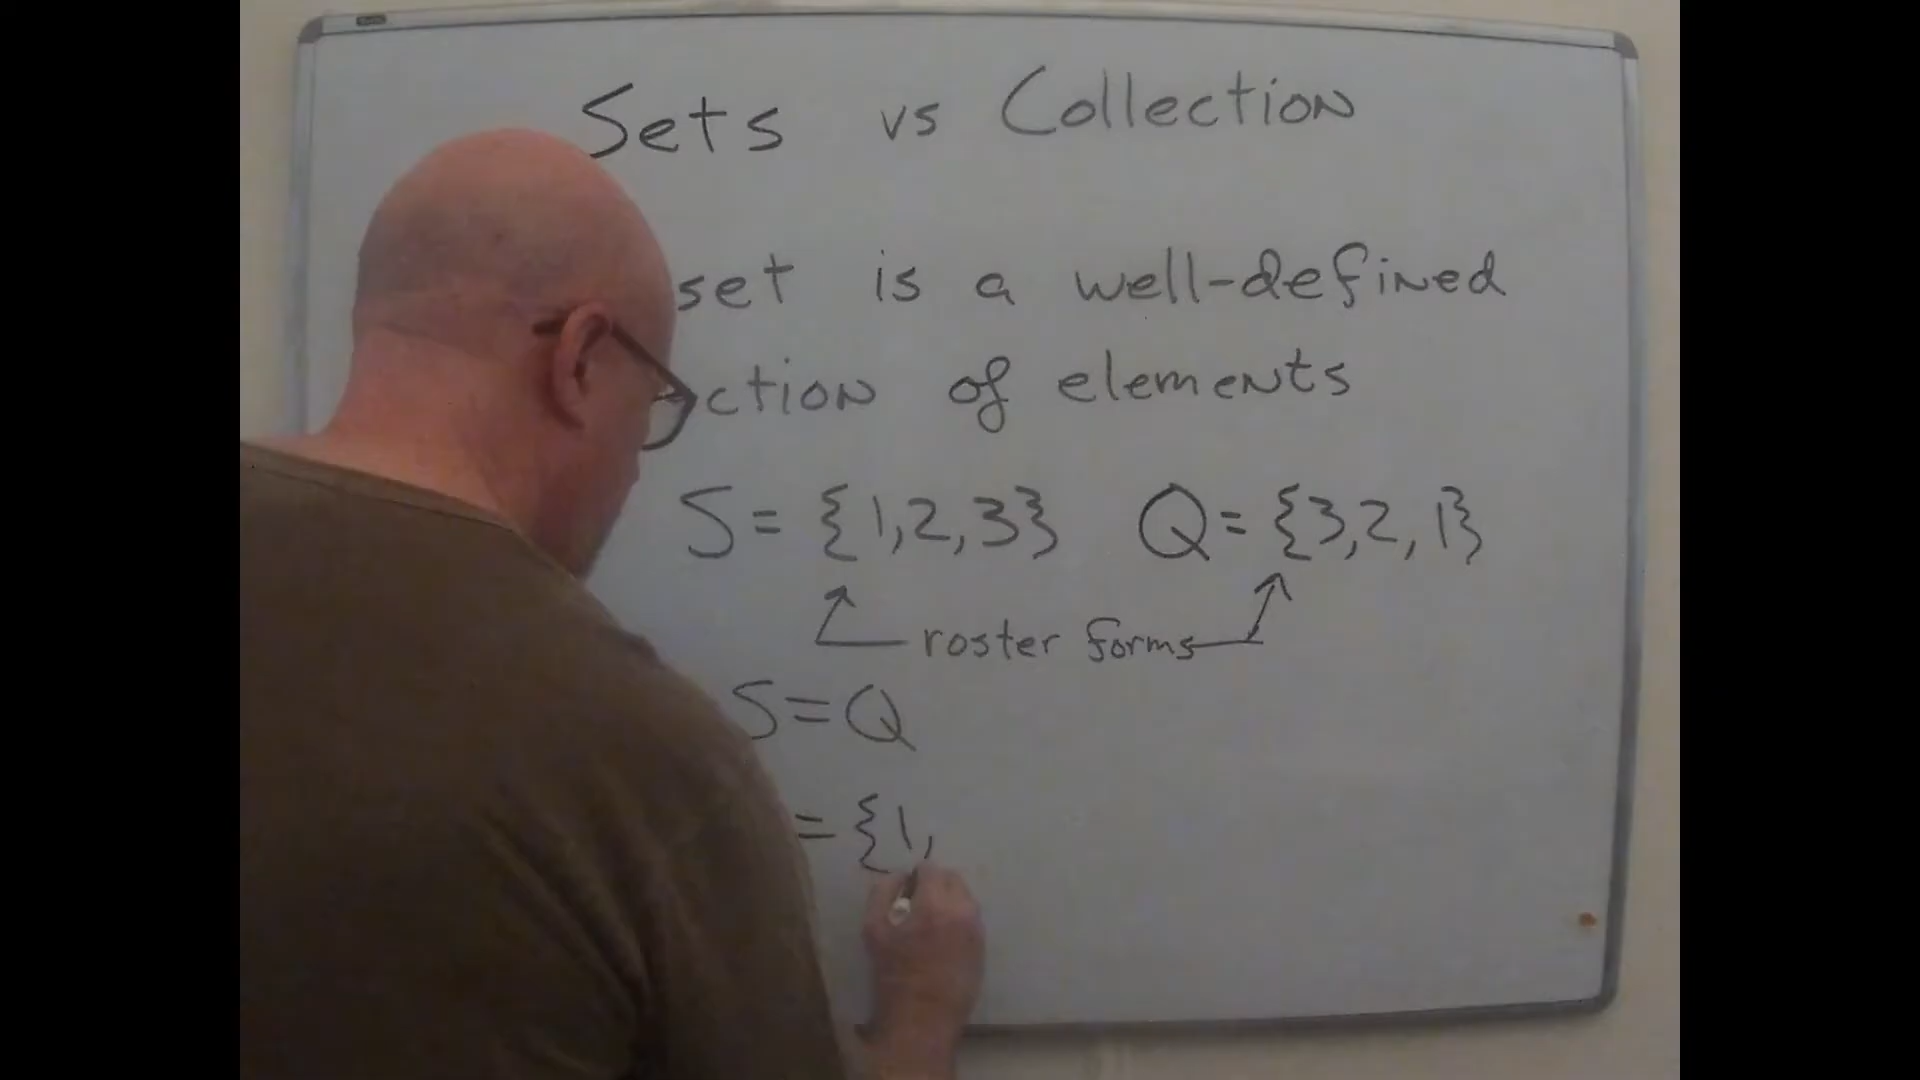 Sets vs Collection
set is a well-defined
ction of elements
S = {1,2,3} Q = {3,2,1}
roster forms
S=Q
= {1,